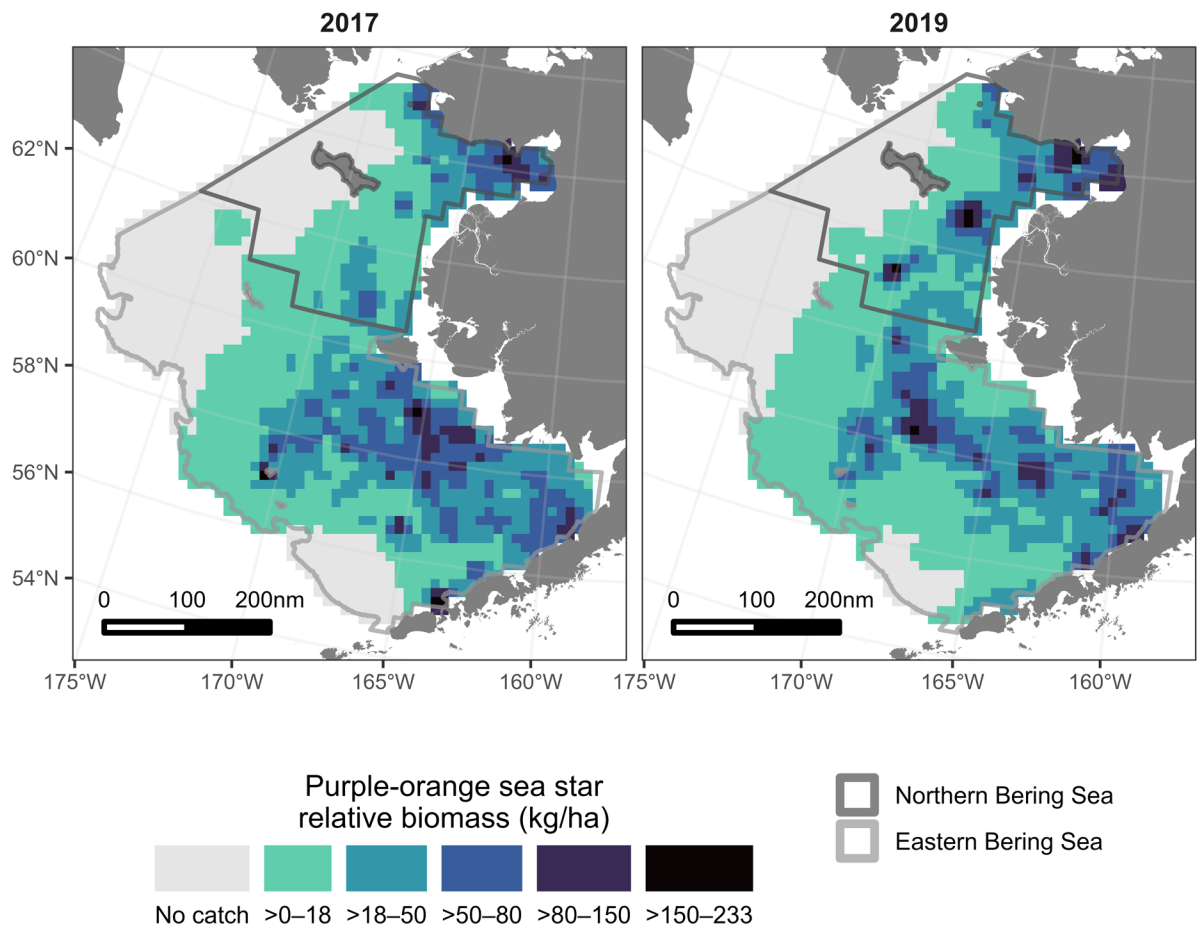 2017
2019
62°N
60°N
58°N
56°N
54°N
0 100 200nm
0 100 200nm
175°W 170°W 165°W 160°W
175°W 170°W 165°W 160°W
Purple-orange sea star
relative biomass (kg/ha)
No catch >0–18 >18–50 >50–80 >80–150 >150–233
Northern Bering Sea
Eastern Bering Sea